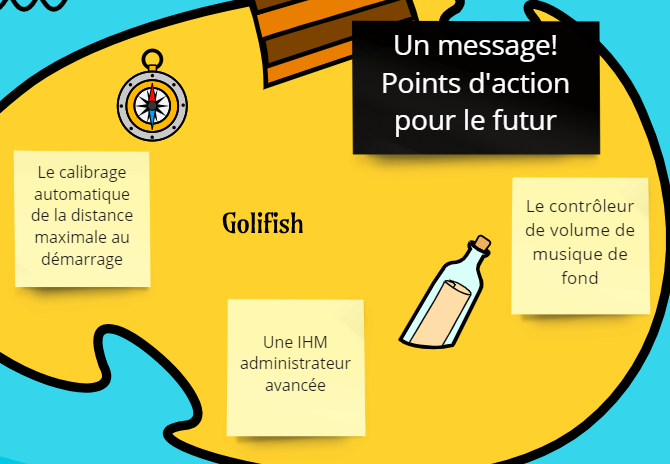 Un message!
Points d'action
pour le futur
Le calibrage
automatique
de la distance
maximale au
démarrage
Golifish
Le contrôleur
de volume de
musique de
fond
Une IHM
administrateur
avancée